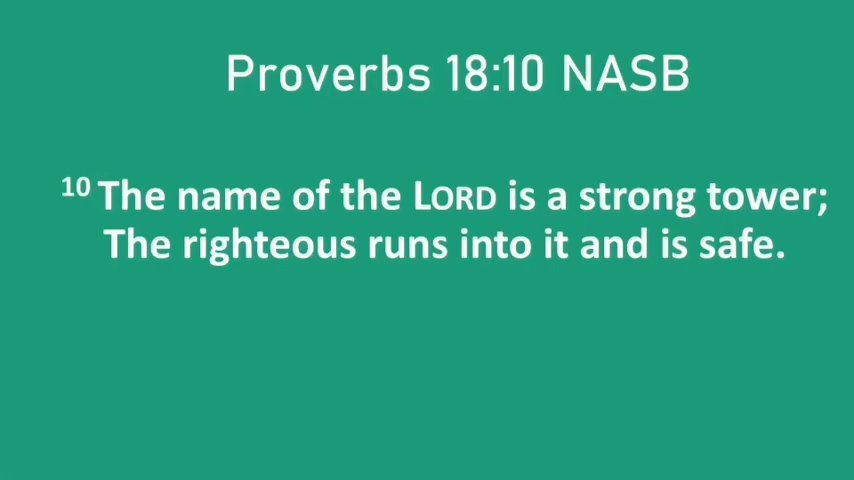 Proverbs 18:10 NASB
10 The name of the LORD is a strong tower;
The righteous runs into it and is safe.